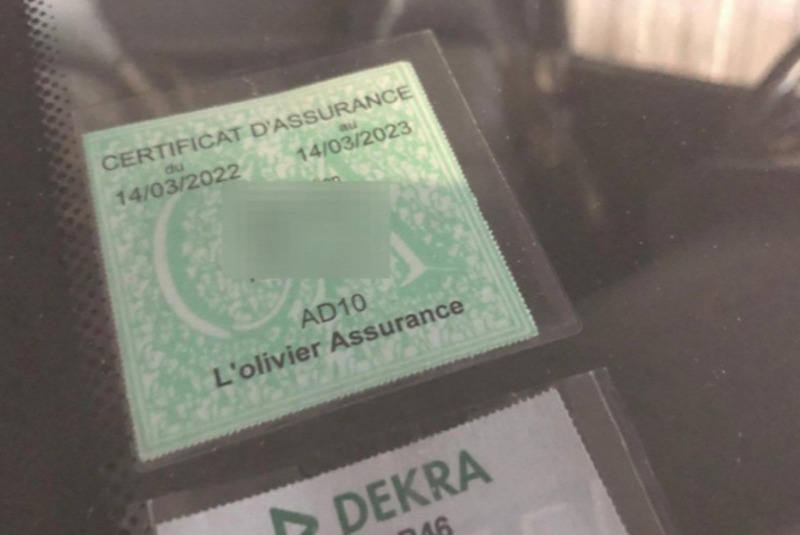 CERTIFICAT D'ASSURANCE
du
au
14/03/2022
14/03/2023
AD10
L'olivier Assurance
DEKRA